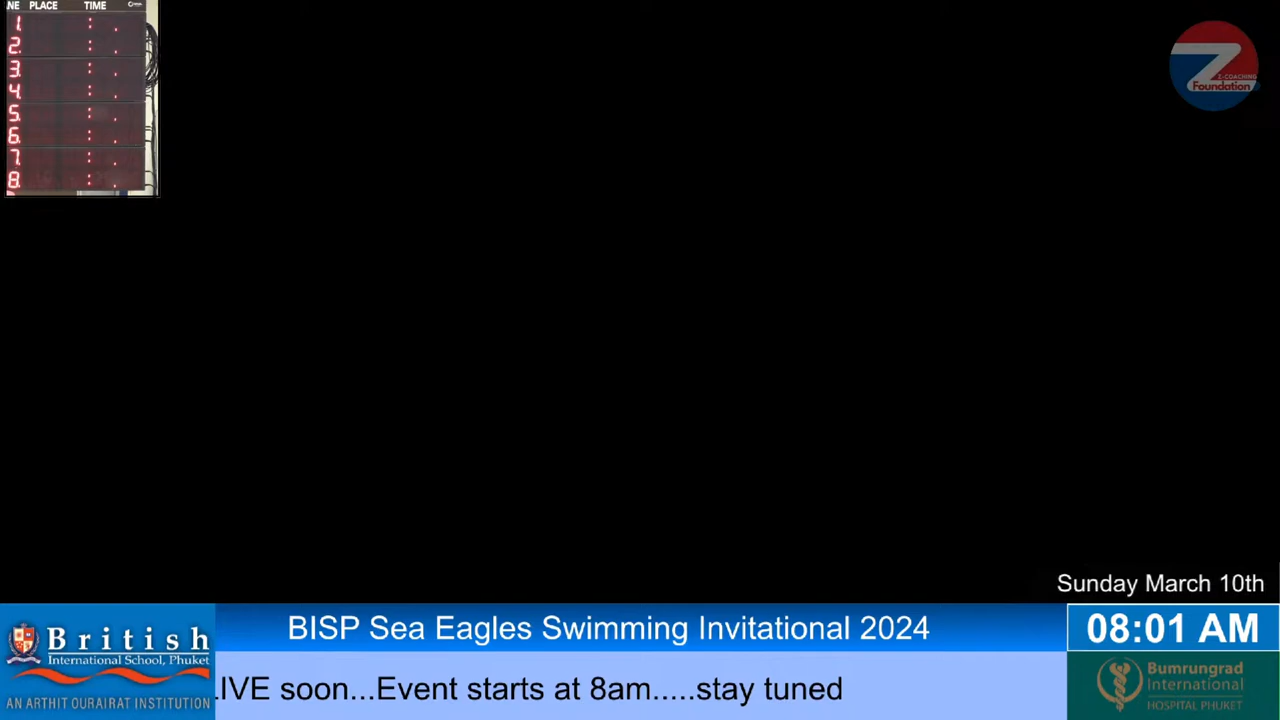 NE PLACE TIME
1.
2.
3.
4.
5.
6.
7.
8.
Z-COACHING
Foundation
Sunday March 10th
BISP Sea Eagles Swimming Invitational 2024
08:01 AM
British
International School, Phuket
AN ARTHIT OURAIRAT INSTITUTION
LIVE soon...Event starts at 8am.....stay tuned
Bumrungrad
International
HOSPITAL PHUKET